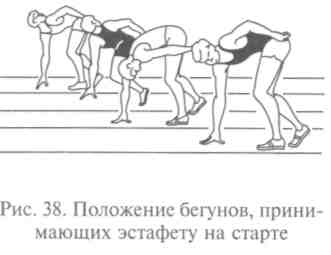 Рис. 38. Положение бегунов, прини-
мающих эстафету на старте